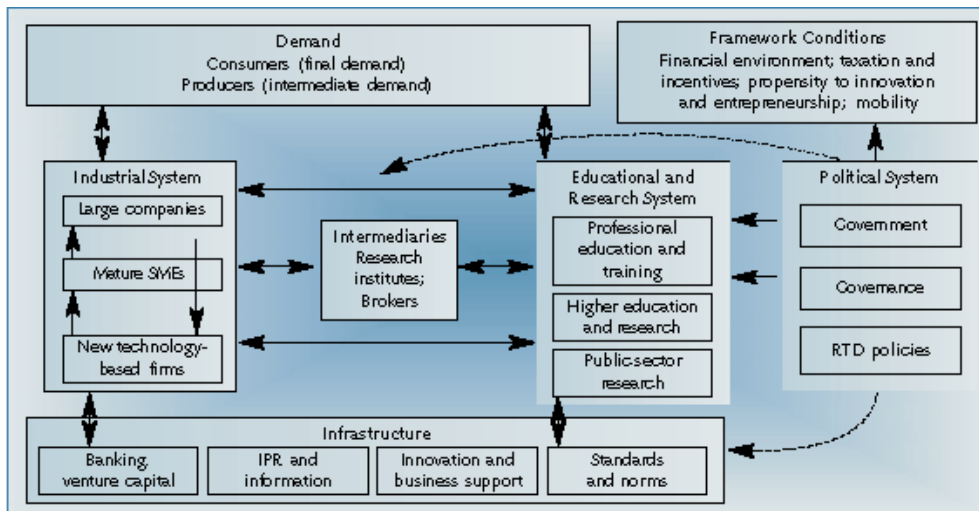 Demand
Consumers (final demand)
Producers (intermediate demand)
Framework Conditions
Financial environment; taxation and
incentives; propensity to innovation
and entrepreneurship; mobility
Industrial System
Large companies
Mature SMEs
New technology-
based firms
Intermediaries
Research
institutes;
Brokers
Educational and
Research System
Professional
education and
training
Higher education
and research
Public-sector
research
Political System
Government
Governance
RTD policies
Infrastructure
Banking,
venture capital
IPR and
information
Innovation and
business support
Standards
and norms